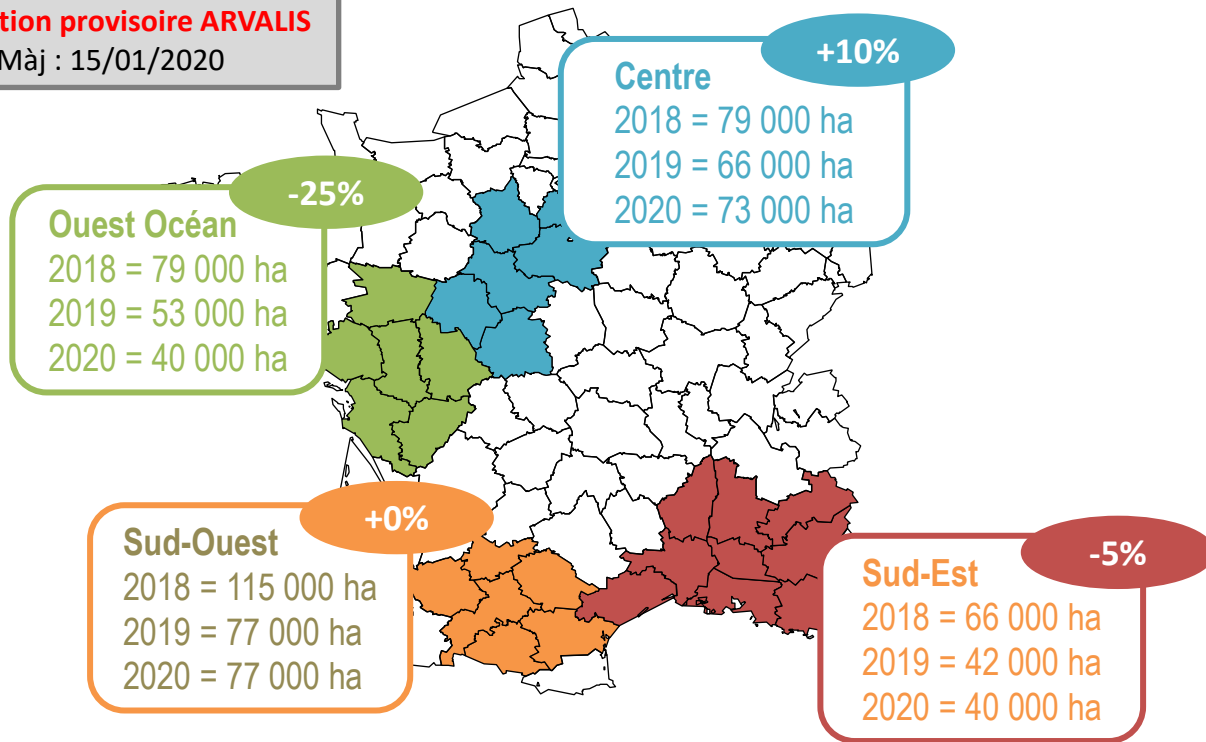 tion provisoire ARVALIS
Màj : 15/01/2020
+10%
Centre
2018 = 79 000 ha
2019 = 66 000 ha
2020 = 73 000 ha
-25%
Ouest Océan
2018 = 79 000 ha
2019 = 53 000 ha
2020 = 40 000 ha
+0%
Sud-Ouest
2018 = 115 000 ha
2019 = 77 000 ha
2020 = 77 000 ha
-5%
Sud-Est
2018 = 66 000 ha
2019 = 42 000 ha
2020 = 40 000 ha